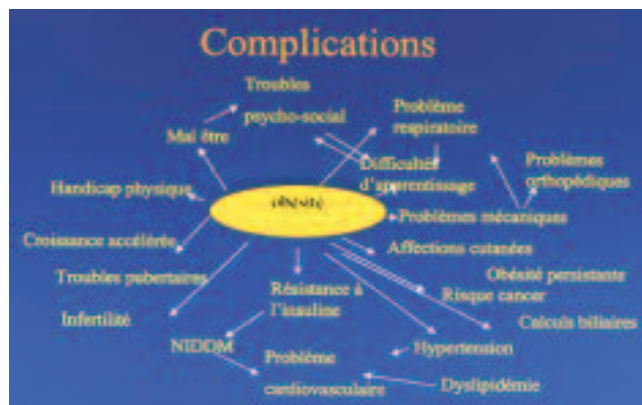 Complications
Troubles
psycho-social
Problème
respiratoire
Mal être
Difficultés
d'apprentissage
Problèmes
orthopédiques
Handicap physique
obésité
Problèmes mécaniques
Croissance accélérée
Affections cutanées
Troubles pubertaires
Obésité persistante
Résistance à
l'insuline
Risque cancer
Infertilité
Calculs biliaires
NIDDM
Problème
cardiovasculaire
Hypertension
Dyslipidémie